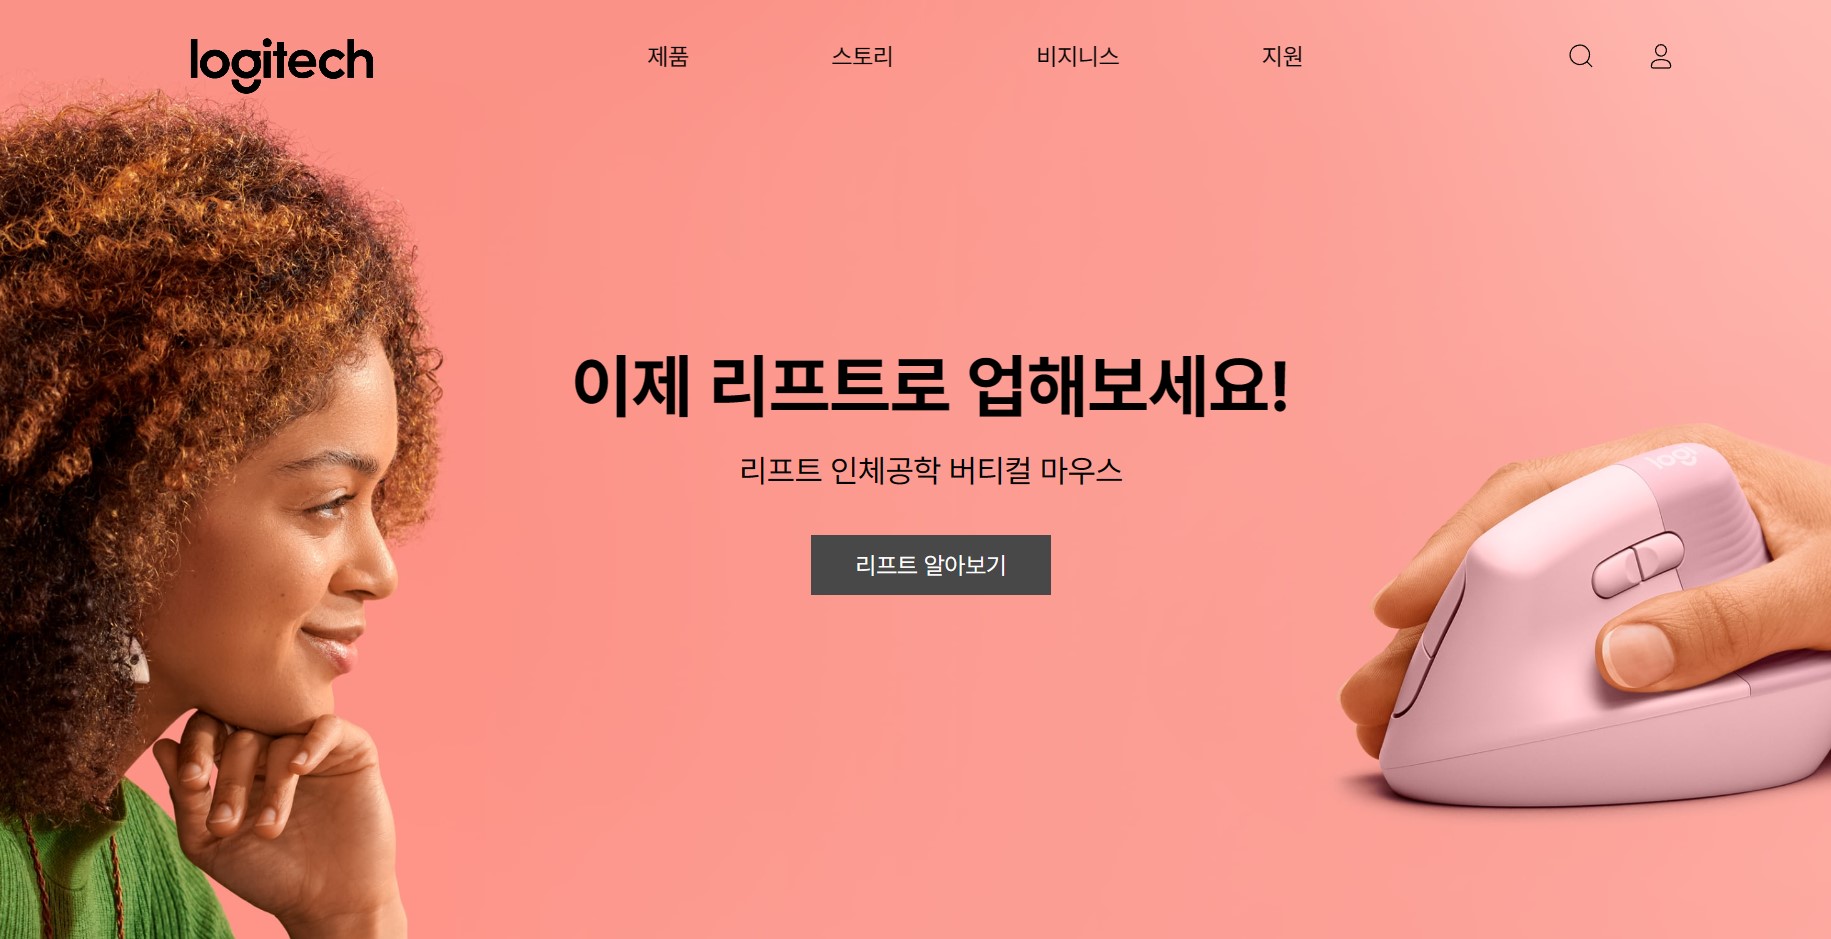 logitech
제품
스토리
비지니스
지원
이제 리프트로 업해보세요!
리프트 인체공학 버티컬 마우스
리프트 알아보기
logi